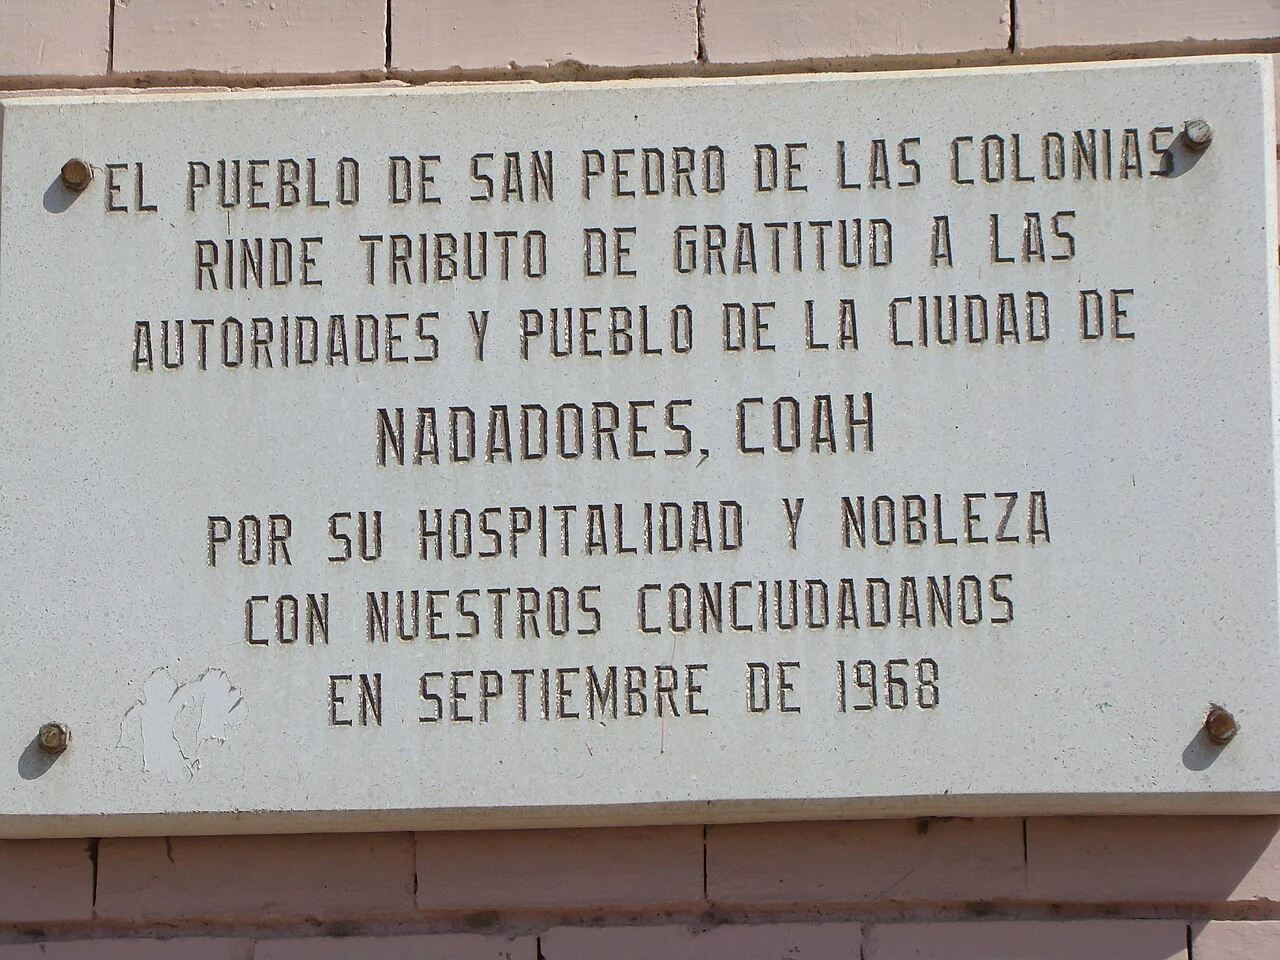 EL PUEBLO DE SAN PEDRO DE LAS COLONIAS
RINDE TRIBUTO DE GRATITUD A LAS
AUTORIDADES Y PUEBLO DE LA CIUDAD DE
NADADORES, COAH
POR SU HOSPITALIDAD Y NOBLEZA
CON NUESTROS CONCIUDADANOS
EN SEPTIEMBRE DE 1968